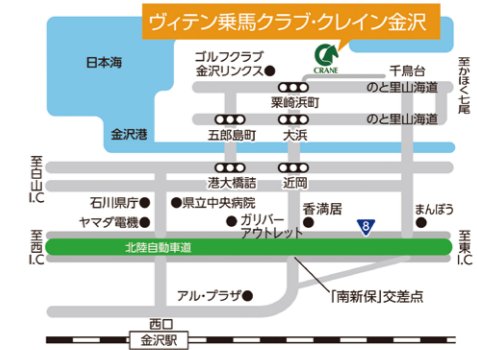 ヴィテン乗馬クラブ・クレイン金沢
日本海
ゴルフクラブ
金沢リンクス
CRANE
千鳥台
至かほく七尾
粟崎浜町
のと里山海道
五郎島町
大浜
のと里山海道
金沢港
至白山I.C
港大橋詰
近岡
石川県庁
県立中央病院
香満居
ヤマダ電機
ガリバー
アウトレット
8
まんぼう
至西I.C
北陸自動車道
至東I.C
アル・プラザ
「南新保」交差点
西口
金沢駅